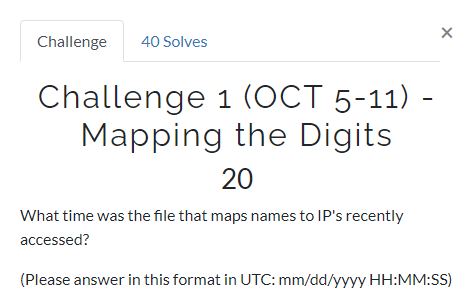 Challenge
40 Solves
×
Challenge 1 (OCT 5-11) -
Mapping the Digits
20
What time was the file that maps names to IP's recently
accessed?
(Please answer in this format in UTC: mm/dd/yyyy HH:MM:SS)